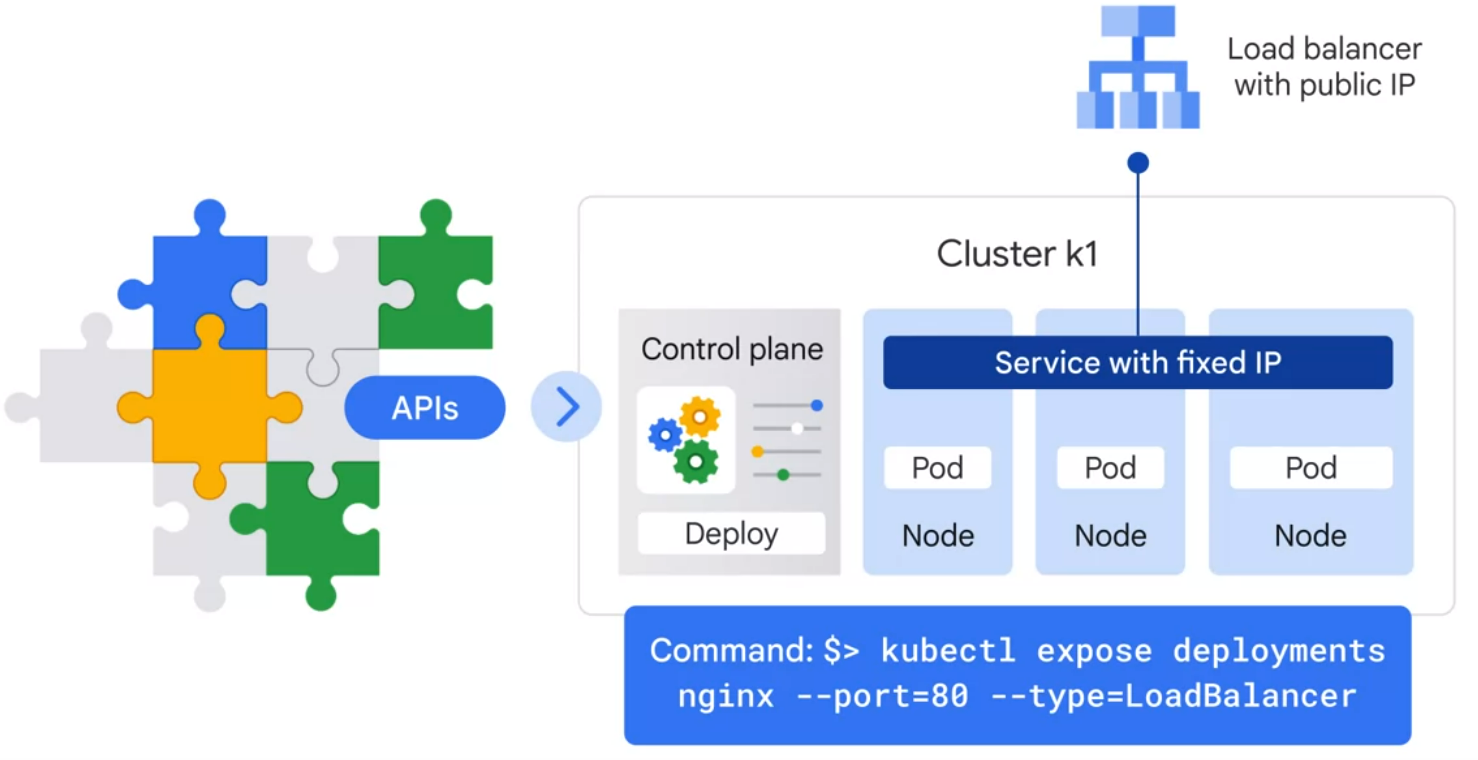 Load balancer
with public IP
Cluster k1
APIs
Control plane
Deploy
Service with fixed IP
Pod
Pod
Pod
Node
Node
Node
Command: $> kubectl expose deployments
nginx --port=80 --type=LoadBalancer